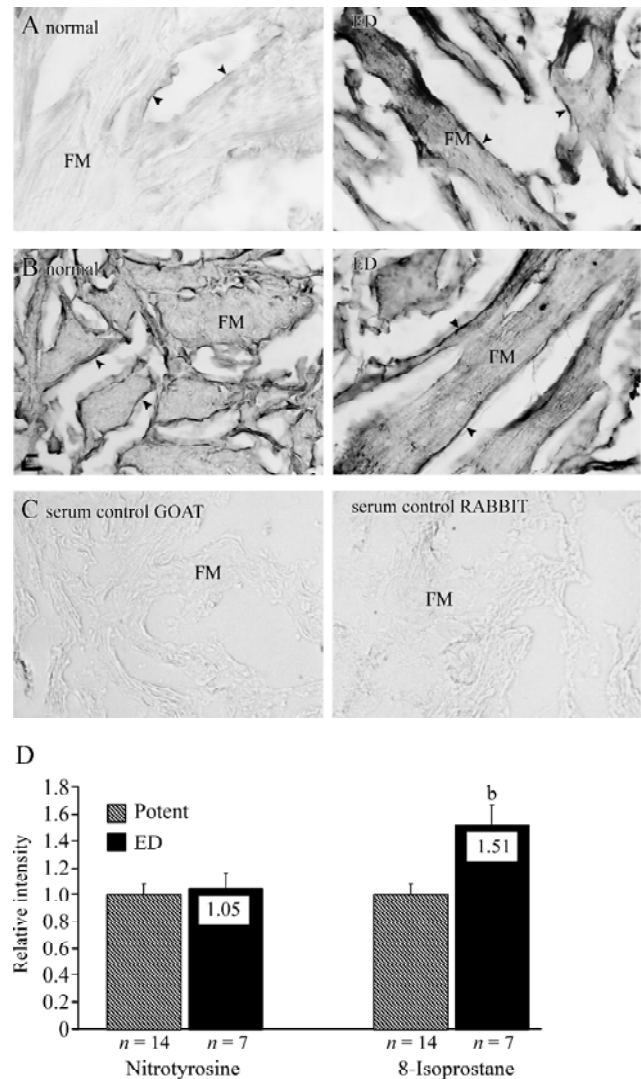 A normal
ED
FM
FM
B normal
ED
FM
FM
C serum control GOAT
serum control RABBIT
FM
FM
D
1.8
1.6
1.4
1.2
1.0
0.8
0.6
0.4
0.2
0
Relative intensity
Potent
ED
b
1.05
1.51
n = 14
n = 7
n = 14
n = 7
Nitrotyrosine
8-Isoprostane